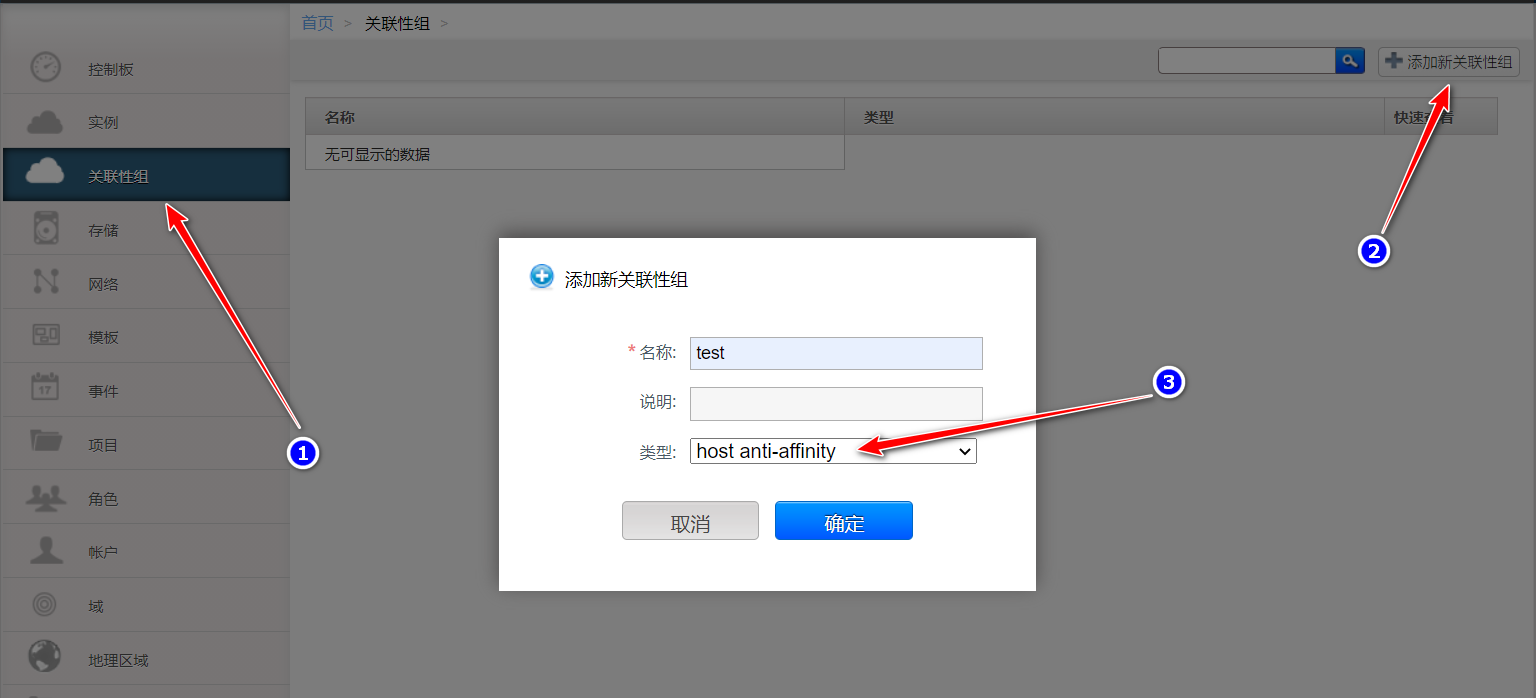 首页 > 关联性组 >
添加新关联性组
控制板
实例
关联性组
存储
网络
模板
17
事件
项目
角色
帐户
域
地理区域
名称 类型 快速查看
无可显示的数据
添加新关联性组
* 名称: test
说明:
类型: host anti-affinity
取消 确定
1
2
3